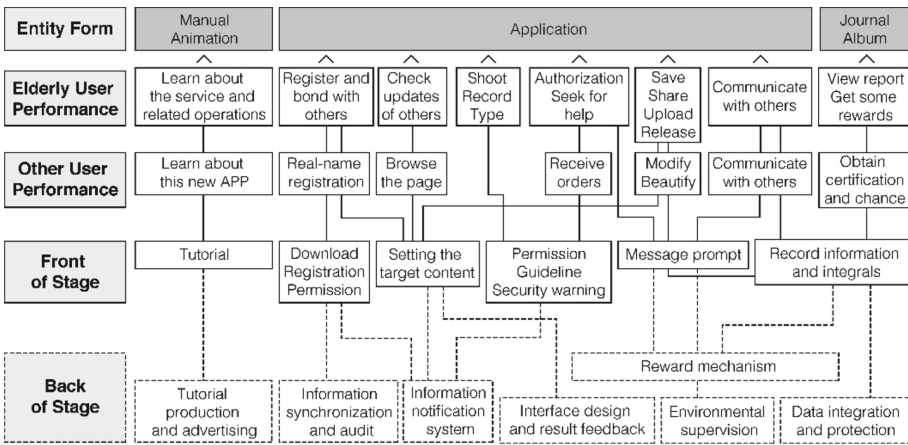 Entity Form
Manual
Animation
Application
Journal
Album
Elderly User
Performance
Learn about
the service and
related operations
Register and
bond with
others
Check
updates
of others
Shoot
Record
Type
Authorization
Seek for
help
Save
Share
Upload
Release
Communicate
with others
View report
Get some
rewards
Other User
Performance
Learn about
this new APP
Real-name
registration
Browse
the page
Receive
orders
Modify
Beautify
Communicate
with others
Obtain
certification
and chance
Front
of Stage
Tutorial
Download
Registration
Permission
Setting the
target content
Permission
Guideline
Security warning
Message prompt
Record information
and integrals
Back
of Stage
Reward mechanism
Tutorial
production
and advertising
Information
synchronization
and audit
Information
notification
system
Interface design
and result feedback
Environmental
supervision
Data integration
and protection